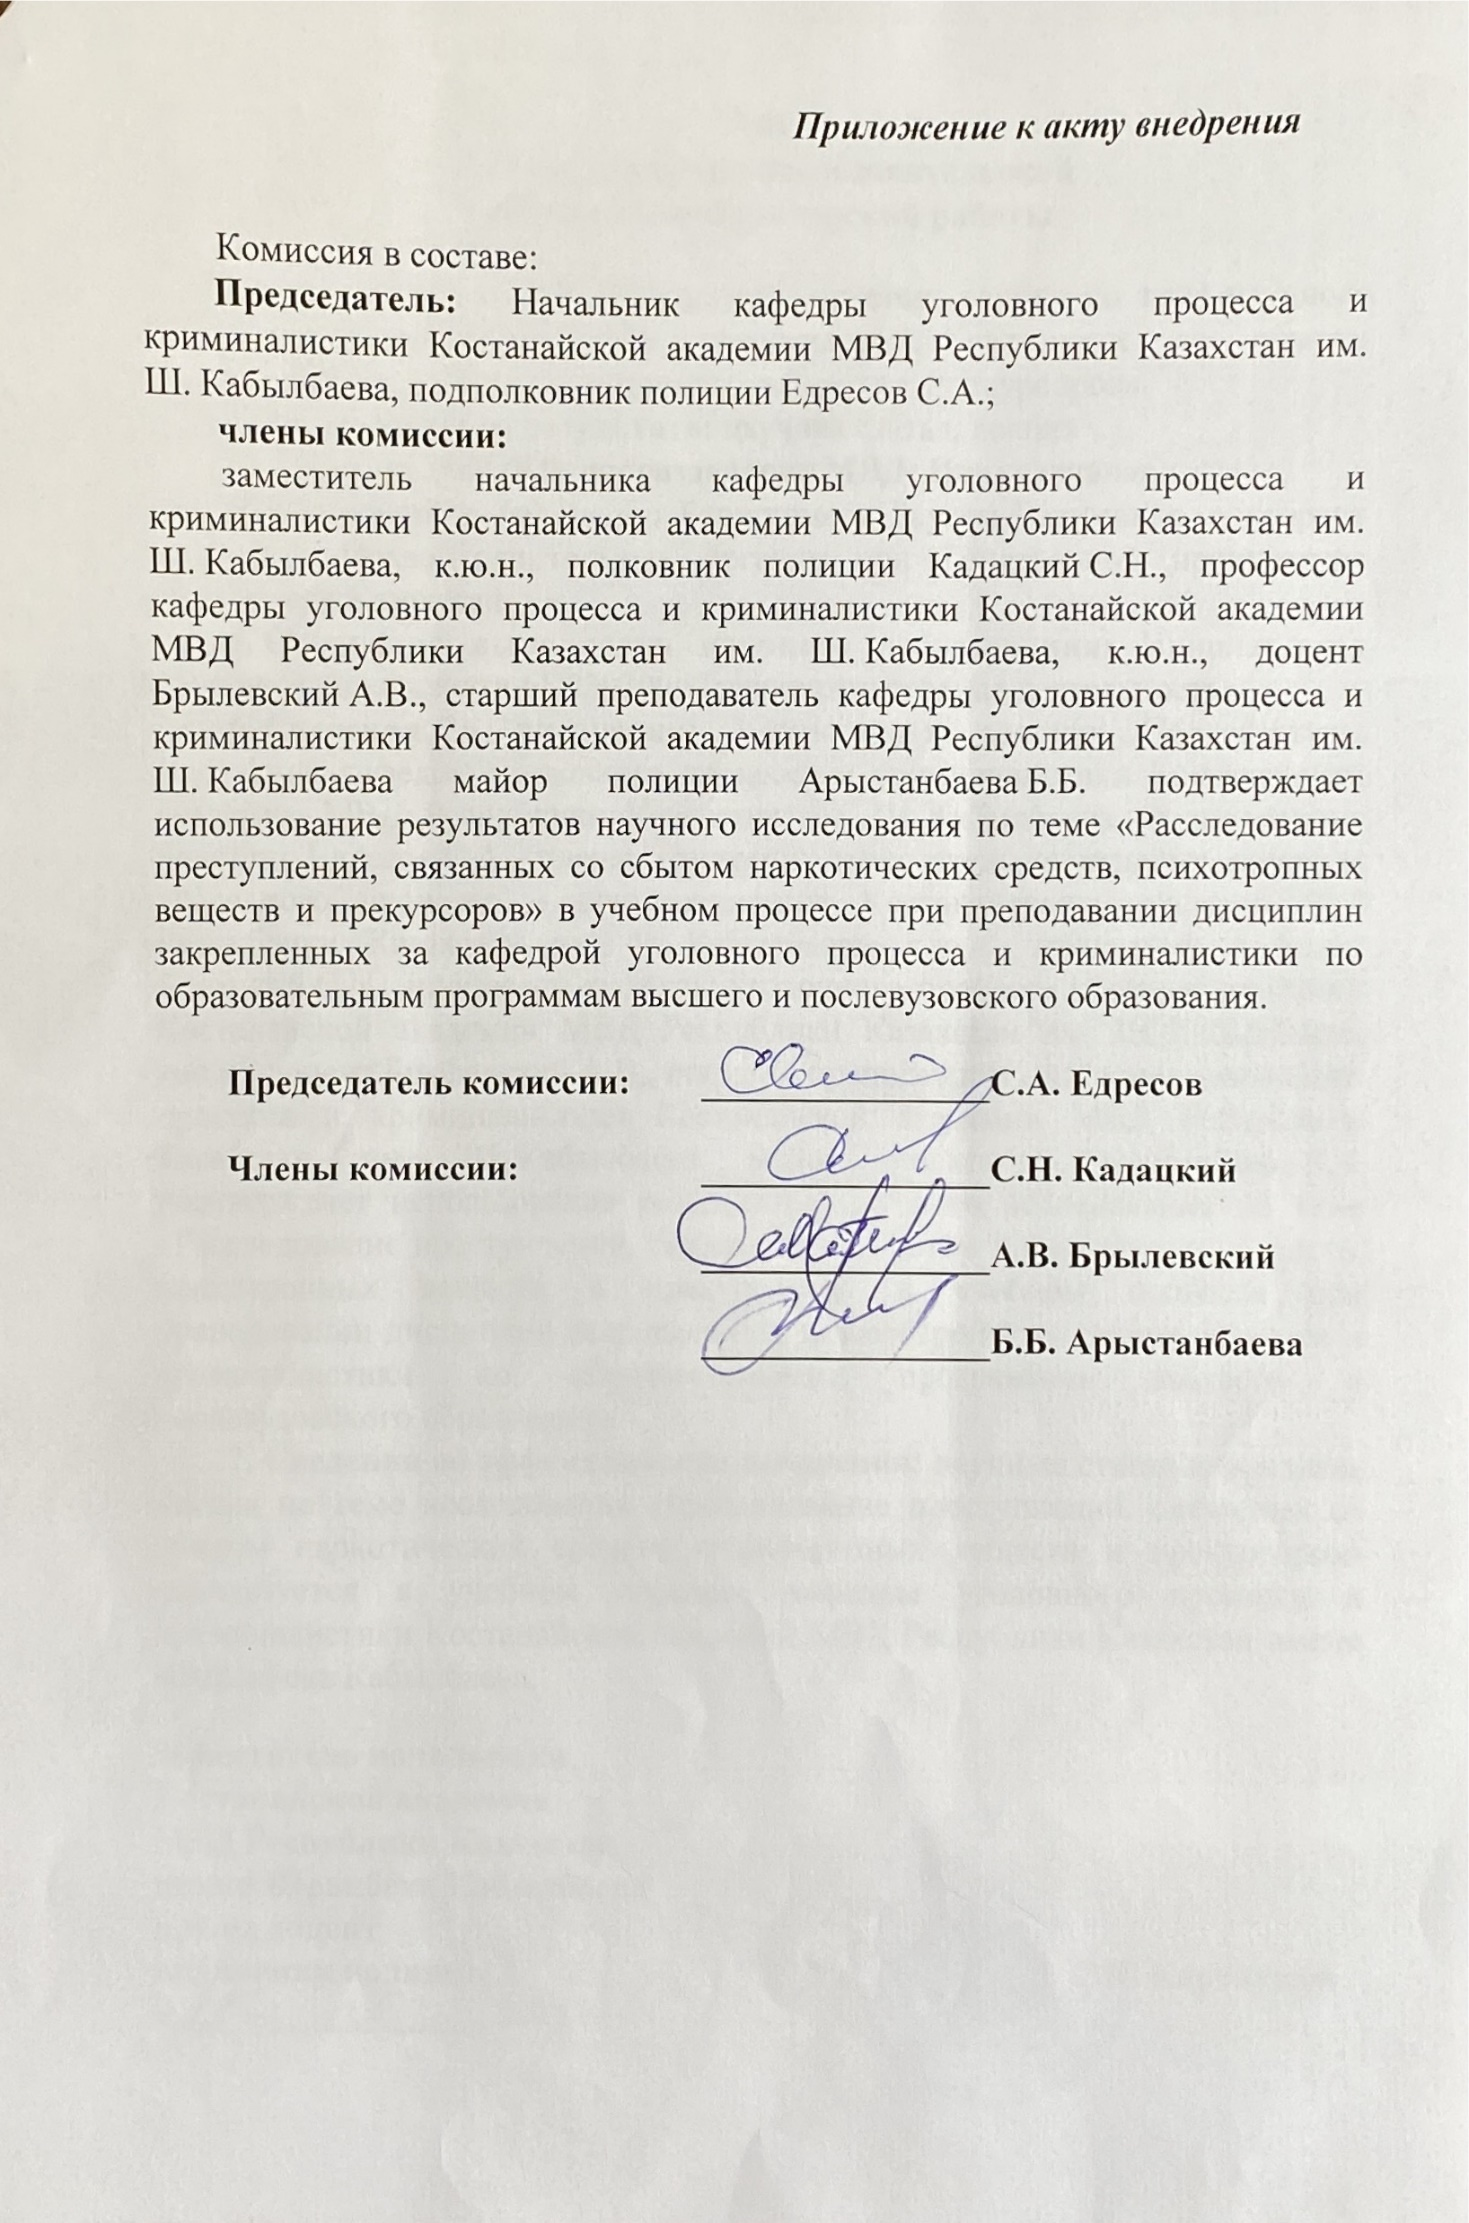 Приложение к акту внедрения
Комиссия в составе:
Председатель: Начальник кафедры уголовного процесса и
криминалистики Костанайской академии МВД Республики Казахстан им.
Ш. Кабылбаева, подполковник полиции Едресов С.А.;
члены комиссии:
заместитель начальника кафедры уголовного процесса и
криминалистики Костанайской академии МВД Республики Казахстан им.
Ш. Кабылбаева, к.ю.н., полковник полиции Кадацкий С.Н., профессор
кафедры уголовного процесса и криминалистики Костанайской академии
МВД Республики Казахстан им. Ш. Кабылбаева, к.ю.н., доцент
Брылевский А.В., старший преподаватель кафедры уголовного процесса и
криминалистики Костанайской академии МВД Республики Казахстан им.
Ш. Кабылбаева майор полиции Арыстанбаева Б.Б. подтверждает
использование результатов научного исследования по теме «Расследование
преступлений, связанных со сбытом наркотических средств, психотропных
веществ и прекурсоров» в учебном процессе при преподавании дисциплин
закрепленных за кафедрой уголовного процесса и криминалистики по
образовательным программам высшего и послевузовского образования.
Председатель комиссии: С.А. Едресов
Члены комиссии: С.Н. Кадацкий
А.В. Брылевский
Б.Б. Арыстанбаева